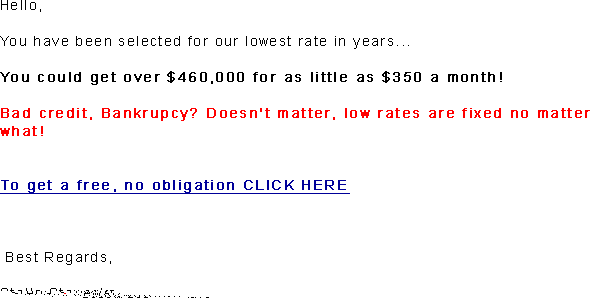 Hello,
You have been selected for our lowest rate in years...
You could get over $460,000 for as little as $350 a month!
Bad credit, Bankrupcy? Doesn't matter, low rates are fixed no matter
what!
To get a free, no obligation CLICK HERE
Best Regards,